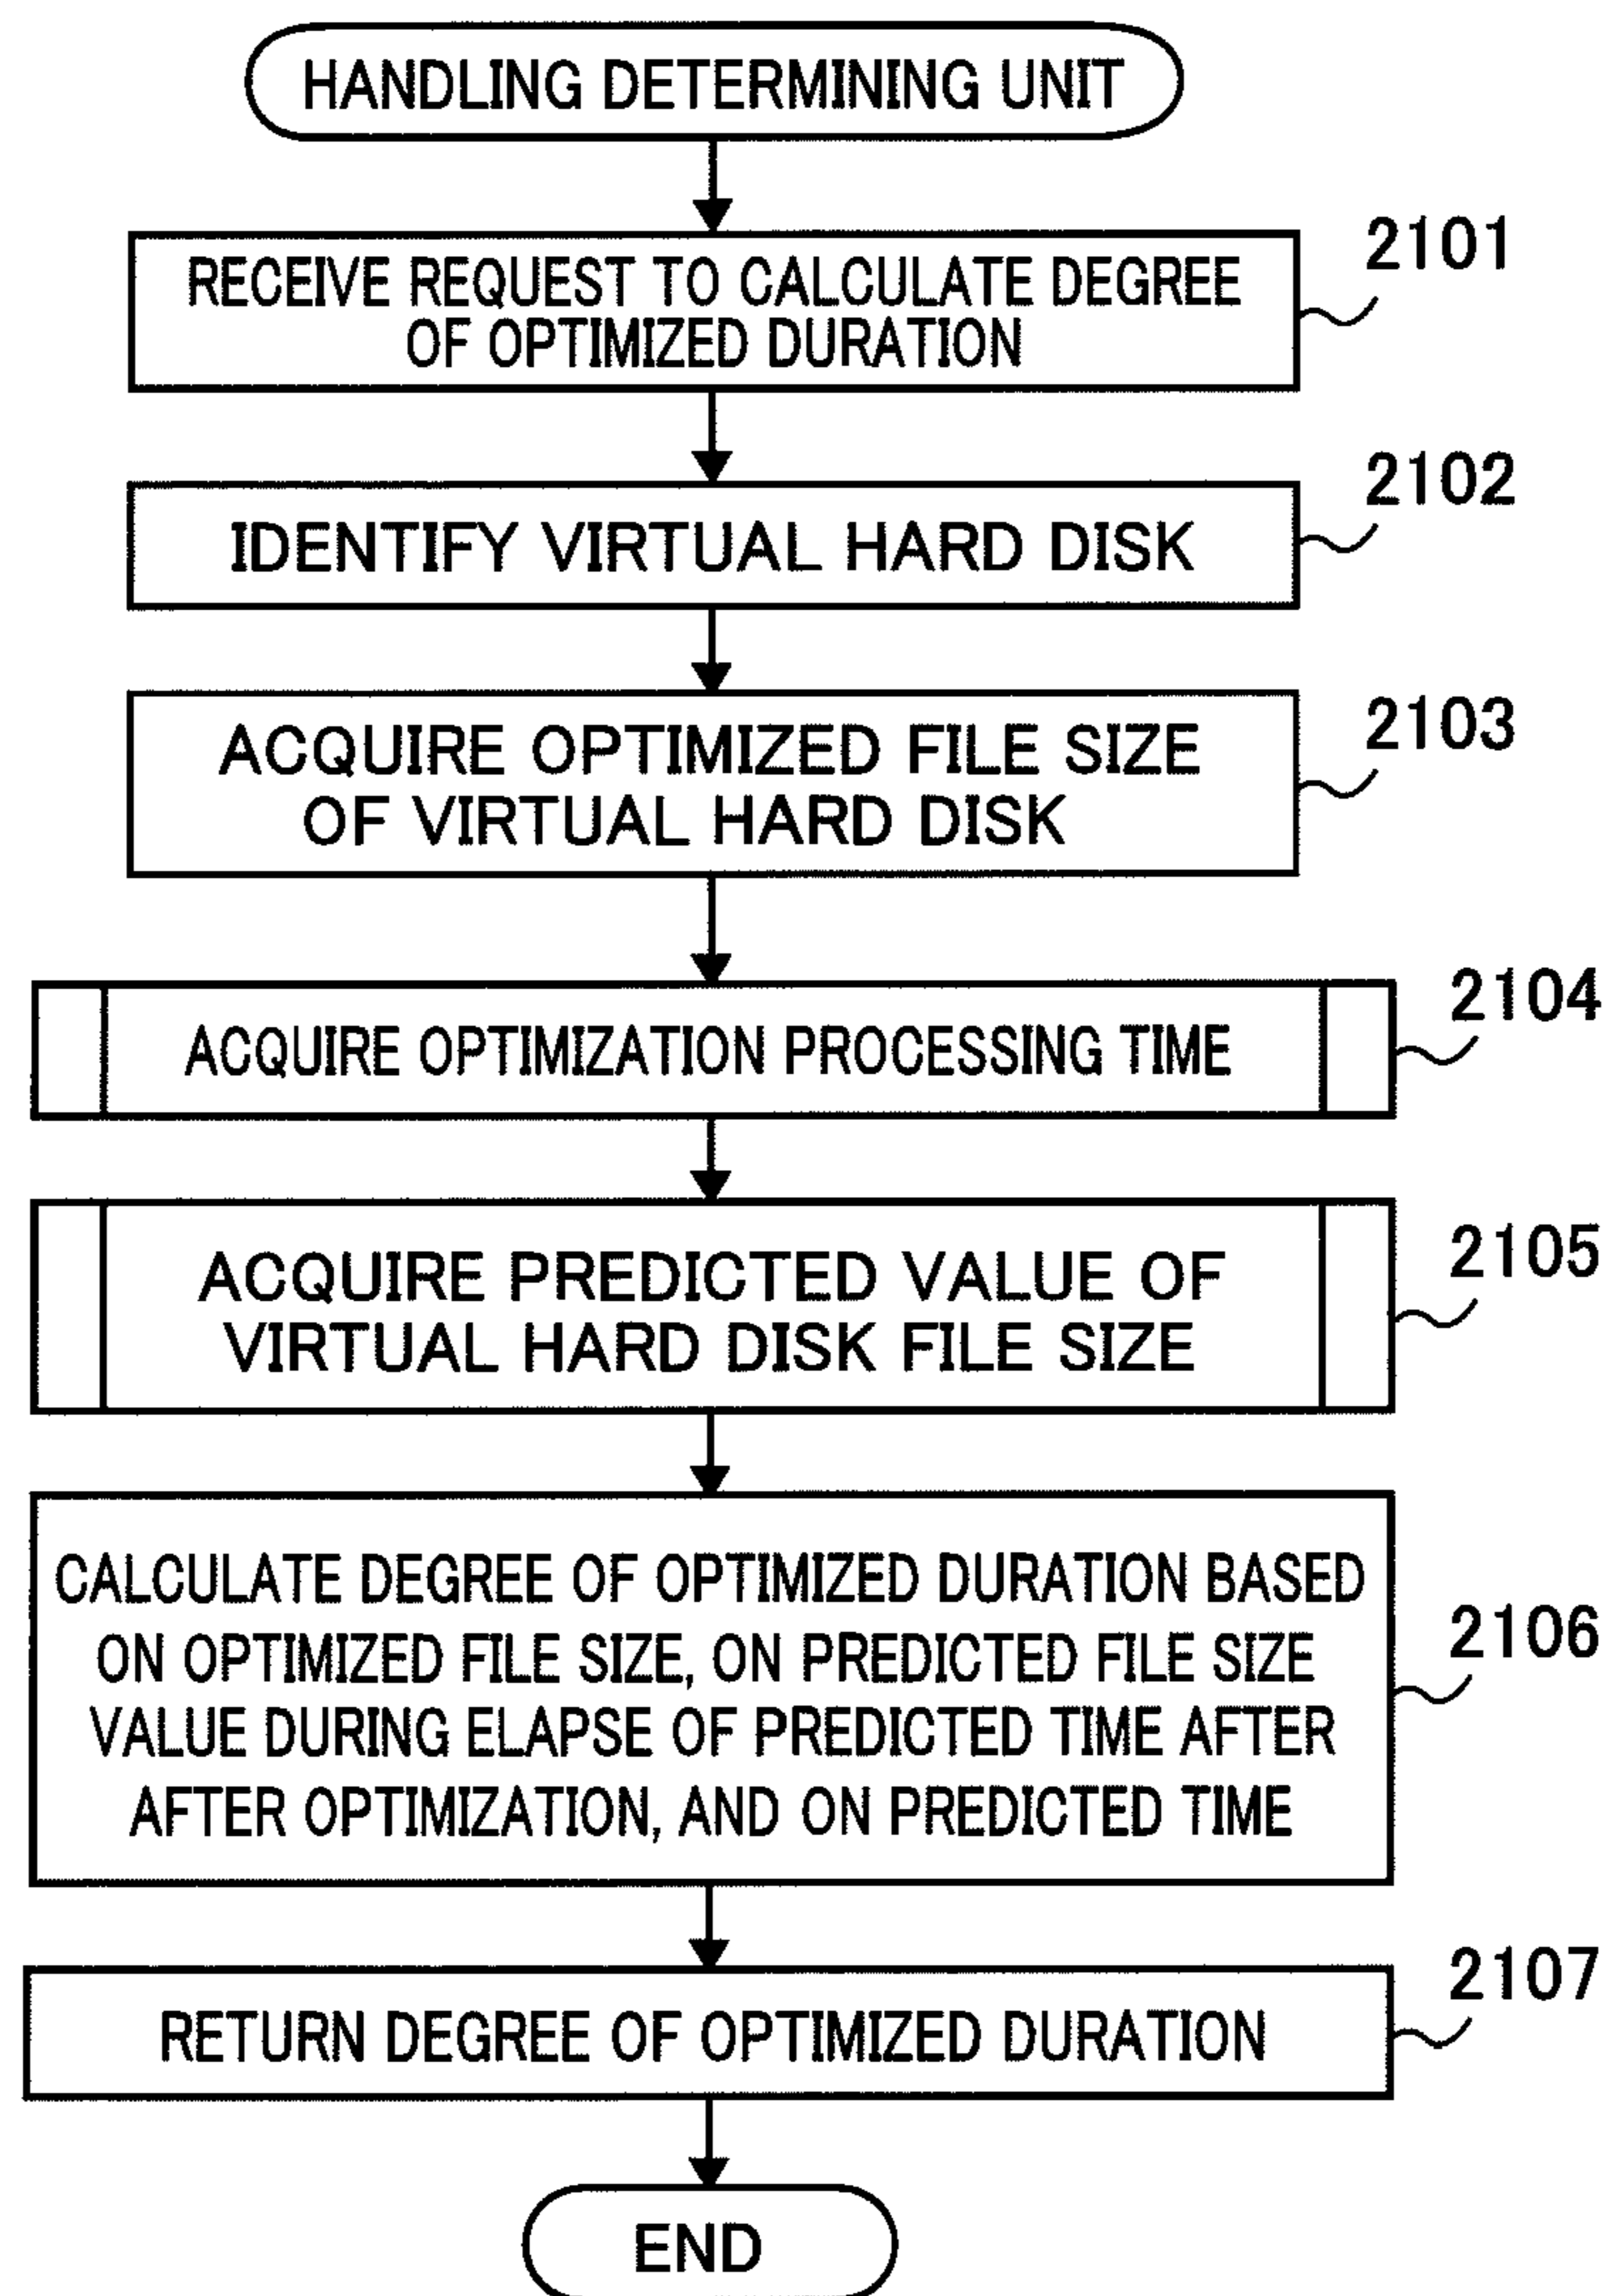 HANDLING DETERMINING UNIT
RECEIVE REQUEST TO CALCULATE DEGREE
OF OPTIMIZED DURATION
2101
IDENTIFY VIRTUAL HARD DISK
2102
ACQUIRE OPTIMIZED FILE SIZE
OF VIRTUAL HARD DISK
2103
ACQUIRE OPTIMIZATION PROCESSING TIME
2104
ACQUIRE PREDICTED VALUE OF
VIRTUAL HARD DISK FILE SIZE
2105
CALCULATE DEGREE OF OPTIMIZED DURATION BASED
ON OPTIMIZED FILE SIZE, ON PREDICTED FILE SIZE
VALUE DURING ELAPSE OF PREDICTED TIME AFTER
AFTER OPTIMIZATION, AND ON PREDICTED TIME
2106
RETURN DEGREE OF OPTIMIZED DURATION
2107
END